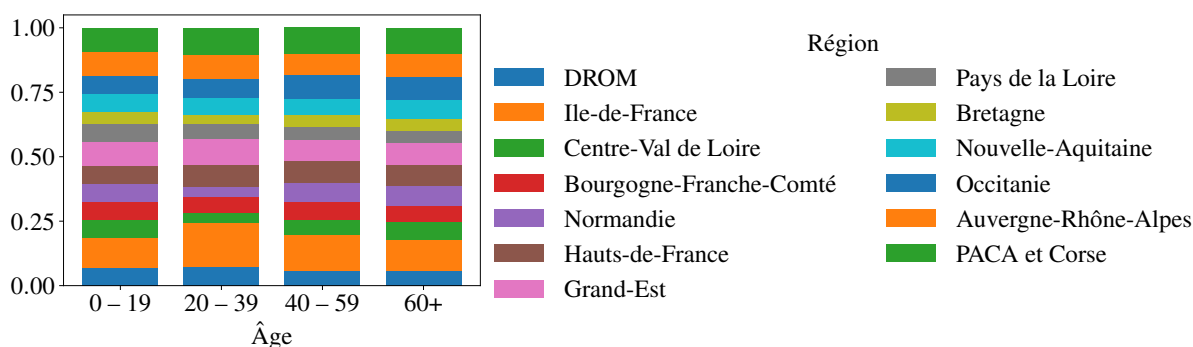 1.00
0.75
0.50
0.25
0.00
0 – 19
20 – 39
40 – 59
60+
Âge
Région
DROM
Ile-de-France
Centre-Val de Loire
Bourgogne-Franche-Comté
Normandie
Hauts-de-France
Grand-Est
Pays de la Loire
Bretagne
Nouvelle-Aquitaine
Occitanie
Auvergne-Rhône-Alpes
PACA et Corse